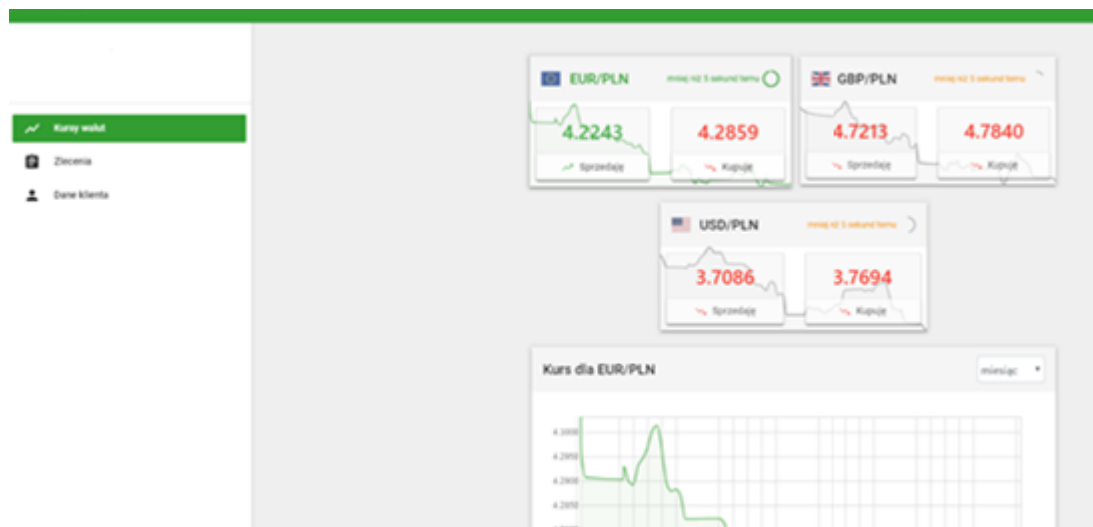 Kursy walut
Zlecenia
Dane klienta
EUR/PLN mniej niż 5 sekund temu
4.2243 4.2859
Sprzedaję Kupuję
GBP/PLN mniej niż 5 sekund temu
4.7213 4.7840
Sprzedaję Kupuję
USD/PLN mniej niż 5 sekund temu
3.7086 3.7694
Sprzedaję Kupuję
Kurs dla EUR/PLN miesiąc
4.3000
4.2950
4.2900
4.2850